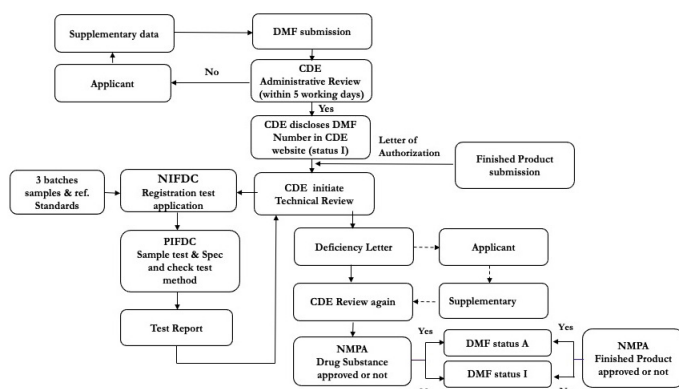 Supplementary data
DMF submission
No
Applicant
CDE
Administrative Review
(within 5 working days)
Yes
CDE discloses DMF
Number in CDE
website (status I)
Letter of
Authorization
Finished Product
submission
3 batches
samples & ref.
Standards
NIFDC
Registration test
application
CDE initiate
Technical Review
PIFDC
Sample test & Spec
and check test
method
Deficiency Letter
Applicant
CDE Review again
Supplementary
Test Report
Yes
DMF status A
Yes
NMPA
Drug Substance
approved or not
DMF status I
NMPA
Finished Product
approved or not